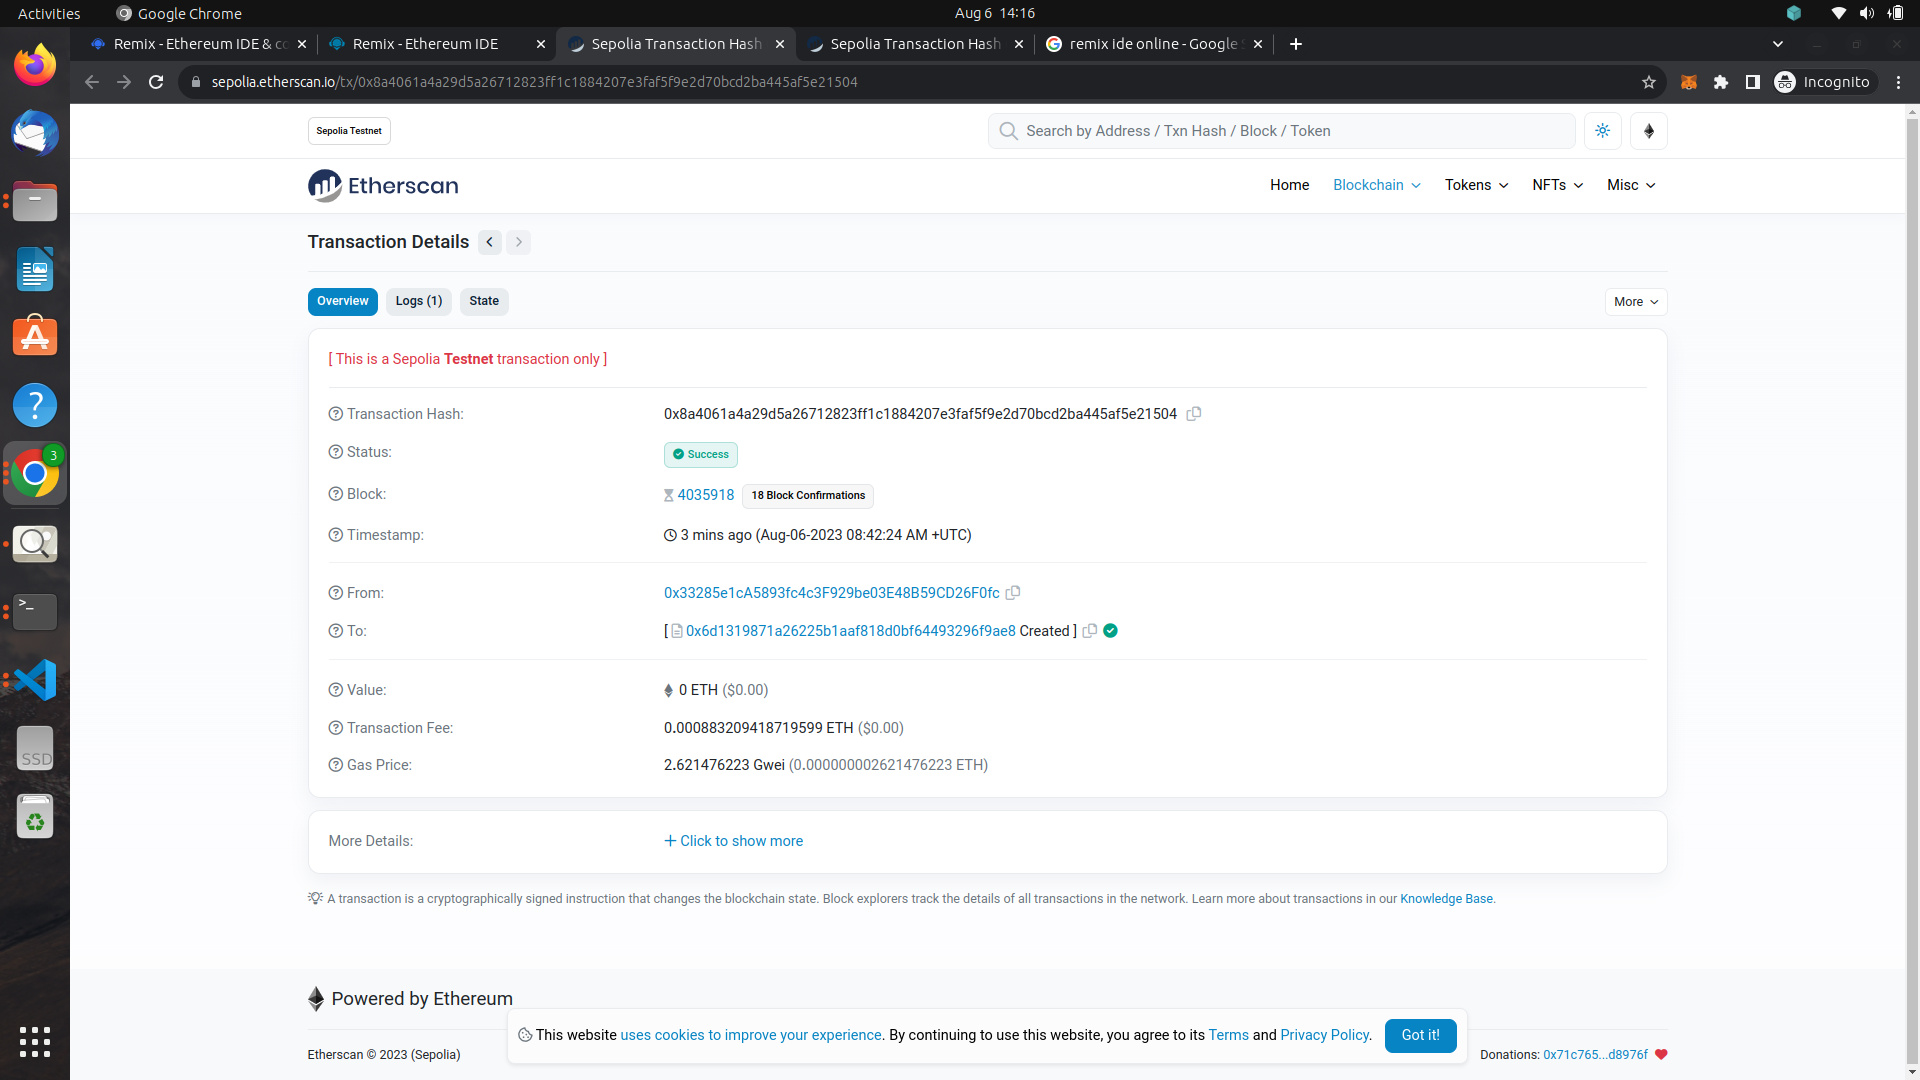 Activities
Google Chrome
Aug 6 14:16
Remix - Ethereum IDE & co
Remix - Ethereum IDE
Sepolia Transaction Hash
Sepolia Transaction Hash
remix ide online - Google S
sepolia.etherscan.io/tx/0x8a4061a4a29d5a26712823ff1c1884207e3faf5f9e2d70bcd2ba445af5e21504
Incognito
Sepolia Testnet
Search by Address / Txn Hash / Block / Token
Etherscan
Home
Blockchain
Tokens
NFTs
Misc
Transaction Details
Overview
Logs (1)
State
More
[ This is a Sepolia Testnet transaction only ]
Transaction Hash:
0x8a4061a4a29d5a26712823ff1c1884207e3faf5f9e2d70bcd2ba445af5e21504
Status:
Success
Block:
4035918
18 Block Confirmations
Timestamp:
3 mins ago (Aug-06-2023 08:42:24 AM +UTC)
From:
0x33285e1cA5893fc4c3F929be03E48B59CD26F0fc
To:
[ 0x6d1319871a26225b1aaf818d0bf64493296f9ae8 Created ]
Value:
0 ETH ($0.00)
Transaction Fee:
0.000883209418719599 ETH ($0.00)
Gas Price:
2.621476223 Gwei (0.000000002621476223 ETH)
More Details:
+ Click to show more
A transaction is a cryptographically signed instruction that changes the blockchain state. Block explorers track the details of all transactions in the network. Learn more about transactions in our Knowledge Base.
Powered by Ethereum
This website uses cookies to improve your experience. By continuing to use this website, you agree to its Terms and Privacy Policy.
Got it!
Etherscan © 2023 (Sepolia)
Donations: 0x71c765...d8976f
3
SSD